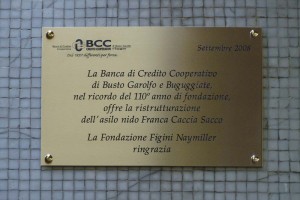 BCC
Settembre 2008
La Banca di Credito Cooperativo
di Busto Garolfo e Buguggiate,
nel ricordo del 110° anno di fondazione,
offre la ristrutturazione
dell'asilo nido Franca Caccia Sacco
La Fondazione Figini Naymiller
ringrazia